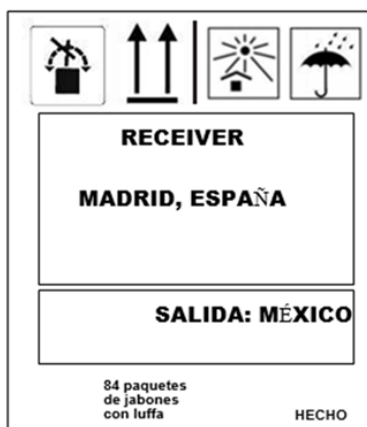 RECEIVER
MADRID, ESPAÑA
SALIDA: MÉXICO
84 paquetes
de jabones
con luffa
HECHO